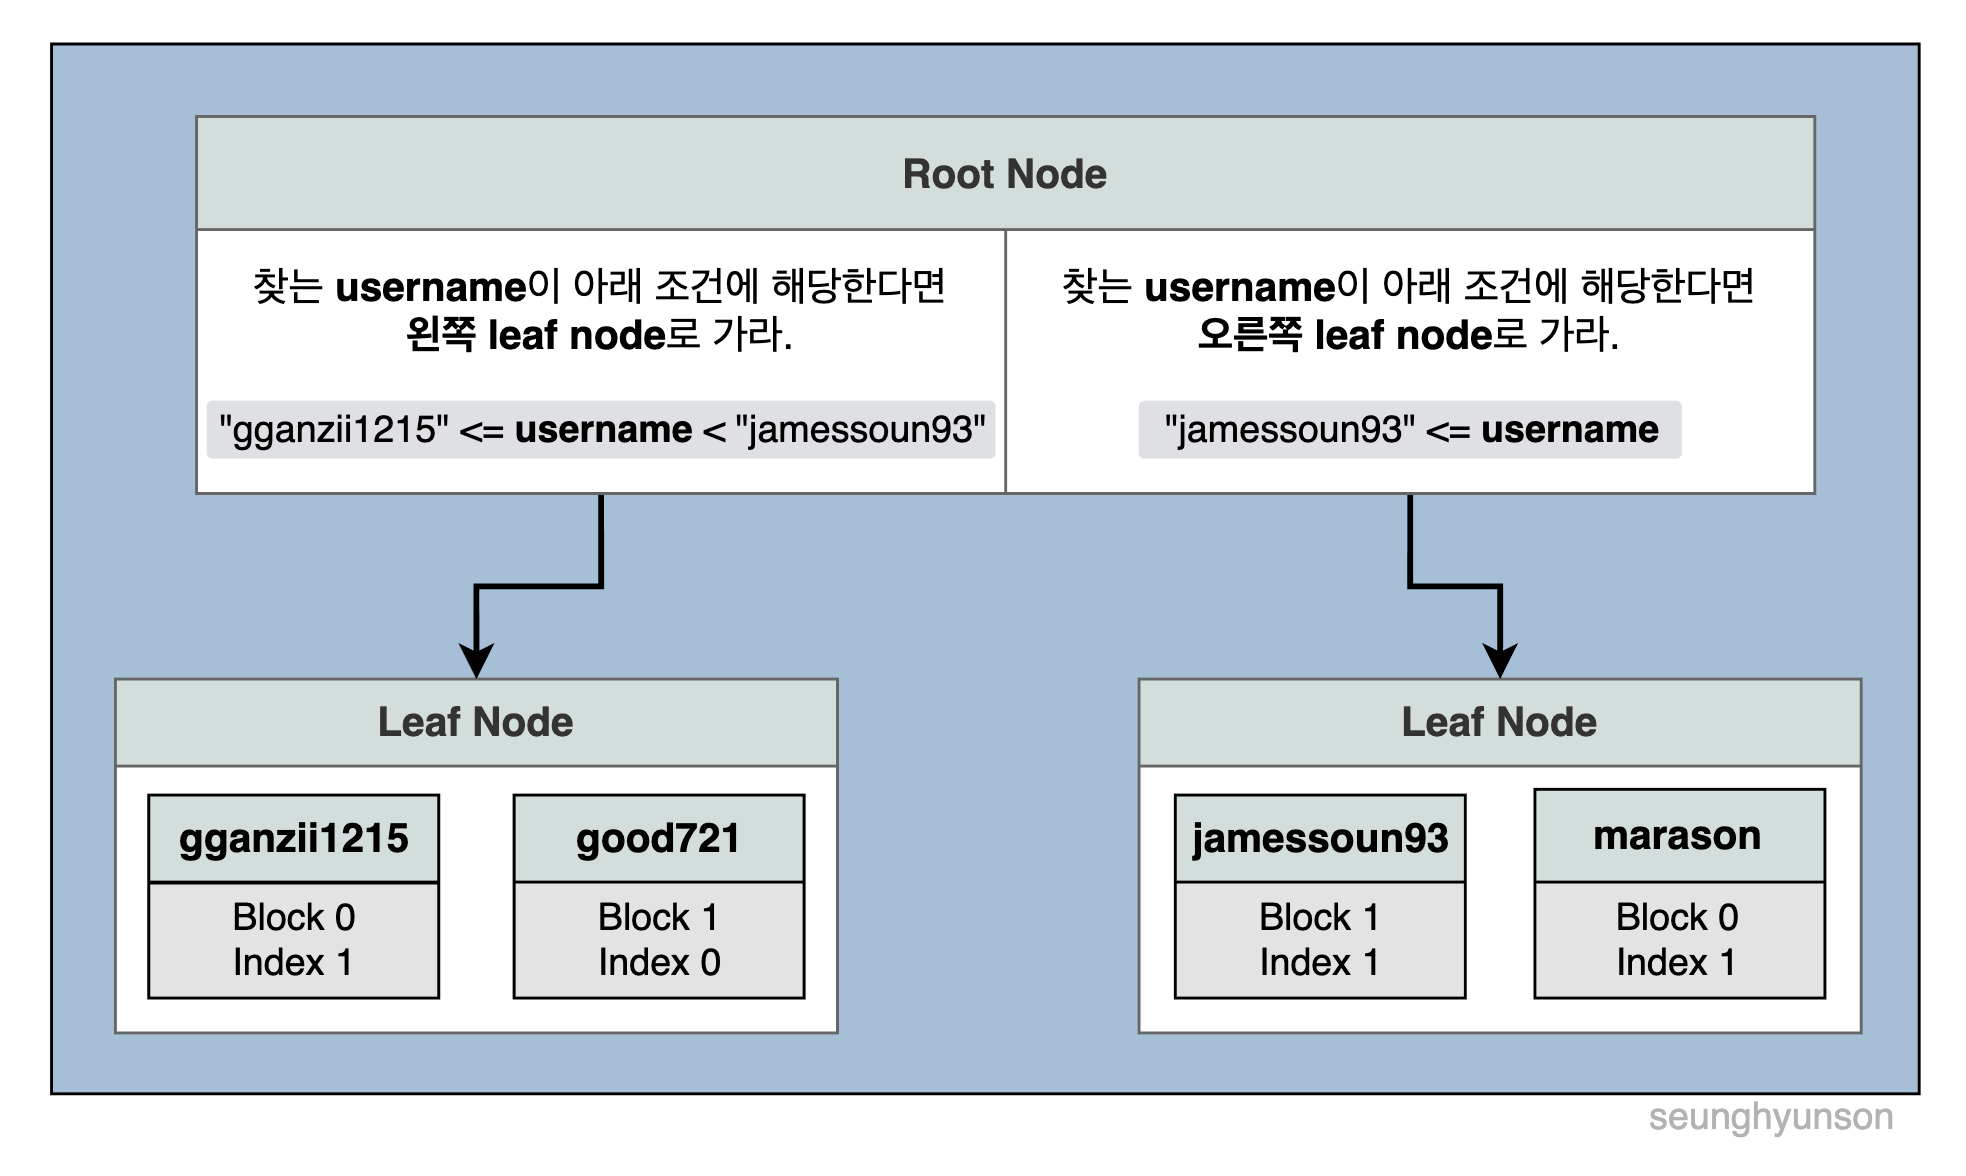 Root Node
찾는 username이 아래 조건에 해당한다면
왼쪽 leaf node로 가라.
"gganzii1215" <= username < "jamessoun93"
찾는 username이 아래 조건에 해당한다면
오른쪽 leaf node로 가라.
"jamessoun93" <= username
Leaf Node
gganzii1215
Block 0
Index 1
good721
Block 1
Index 0
Leaf Node
jamessoun93
Block 1
Index 1
marason
Block 0
Index 1
seunghyunson